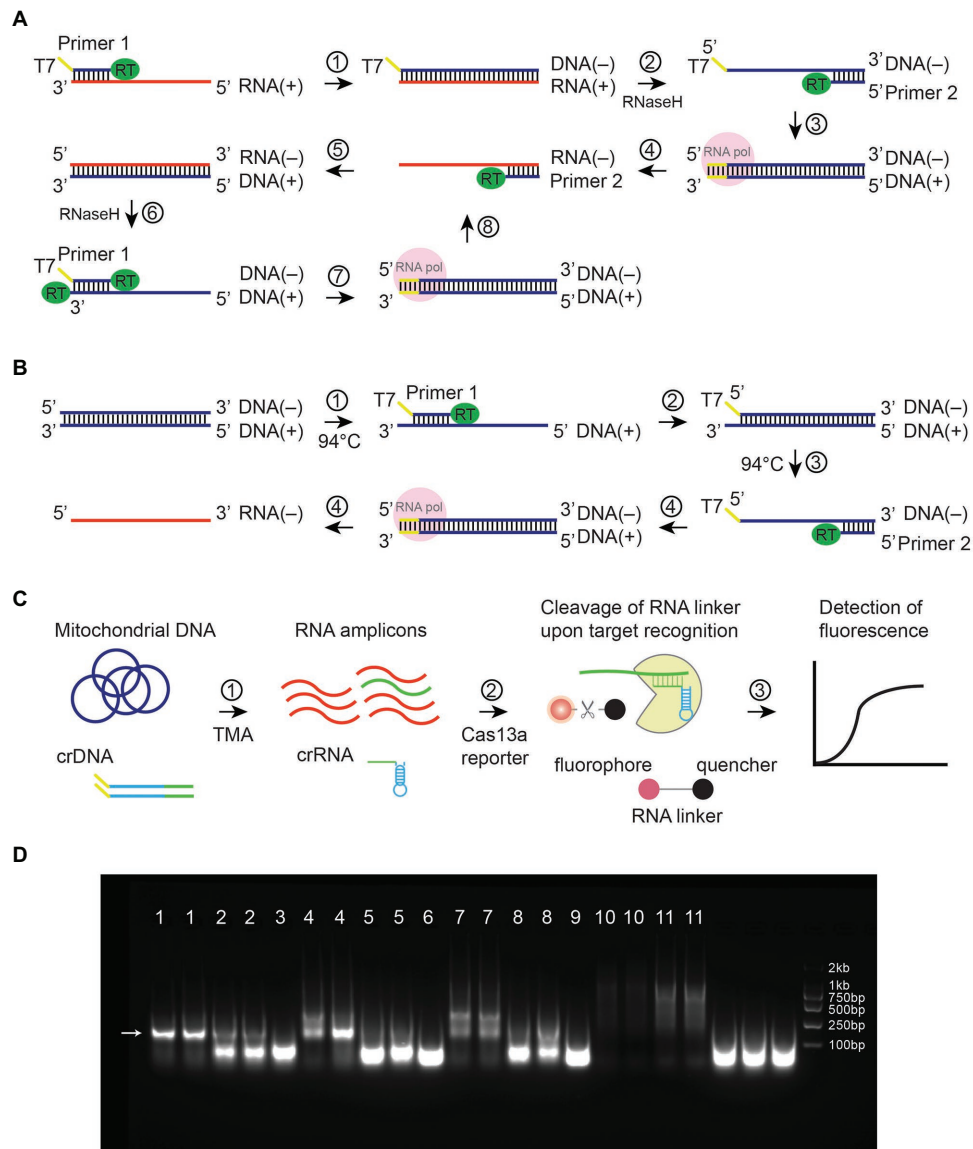 A
Primer 1
T7
RT
3’
5’ RNA(+)
①
T7
DNA(–)
RNA(+)
②
RNaseH
5’
T7
3’ DNA(–)
RT
5’ Primer 2
③
5’
RNA pol
3’ DNA(–)
3’
5’ DNA(+)
④
RNA(–)
RT
Primer 2
⑤
5’
3’ RNA(–)
3’
5’ DNA(+)
RNaseH
⑥
Primer 1
T7
RT
RT
3’
DNA(–)
5’ DNA(+)
⑦
5’
RNA pol
3’ DNA(–)
3’
5’ DNA(+)
⑧
B
5’
3’ DNA(–)
3’
5’ DNA(+)
①
94°C
Primer 1
T7
RT
3’
5’ DNA(+)
②
T7
5’
3’ DNA(–)
3’
5’ DNA(+)
94°C
③
T7
5’
3’ DNA(–)
RT
5’ Primer 2
④
5’
RNA pol
3’
DNA(–)
3’
5’ DNA(+)
④
5’
3’ RNA(–)
C
Mitochondrial DNA
crDNA
①
TMA
RNA amplicons
crRNA
②
Cas13a
reporter
Cleavage of RNA linker
upon target recognition
fluorophore
quencher
RNA linker
③
Detection of
fluorescence
D
1 1 2 2 3 4 4 5 5 6 7 7 8 8 9 10 10 11 11
2kb
1kb
750bp
500bp
250bp
100bp